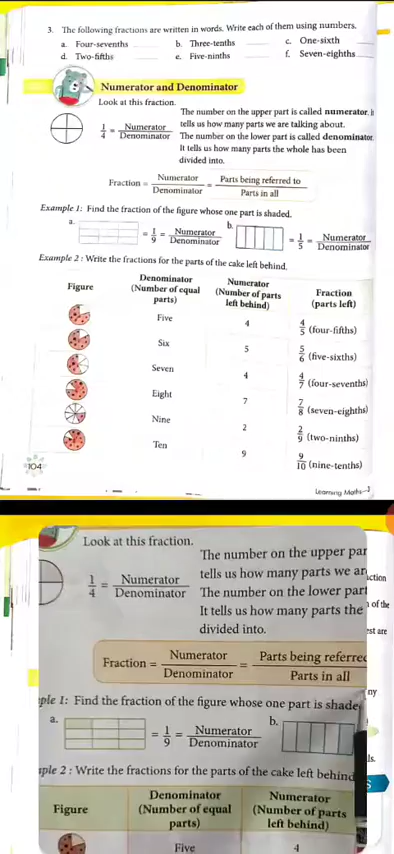 3. The following fractions are written in words. Write each of them using numbers.
a. Four-sevenths b. Three-tenths c. One-sixth
d. Two-fifths e. Five-ninths f. Seven-eighths
Numerator and Denominator
Look at this fraction.
The number on the upper part is called numerator.
tells us how many parts we are talking about.
1/4 = Numerator/Denominator
The number on the lower part is called denominator.
It tells us how many parts the whole has been
divided into.
Fraction = Numerator/Denominator = Parts being referred to/Parts in all
Example 1: Find the fraction of the figure whose one part is shaded.
a. = 1/9 = Numerator/Denominator b. = 1/5 = Numerator/Denominator
Example 2 : Write the fractions for the parts of the cake left behind.
Figure Denominator (Number of equal parts) Numerator (Number of parts left behind) Fraction (parts left)
Five 4 4/5 (four-fifths)
Six 5 5/6 (five-sixths)
Seven 4 4/7 (four-sevenths)
Eight 7 7/8 (seven-eighths)
Nine 2 2/9 (two-ninths)
Ten 9 9/10 (nine-tenths)
104
Learning Maths-3
Look at this fraction.
The number on the upper par
tells us how many parts we ar
1/4 = Numerator/Denominator
The number on the lower part
It tells us how many parts the
divided into.
Fraction = Numerator/Denominator = Parts being referre/Parts in all
ple 1: Find the fraction of the figure whose one part is shade
a. = 1/9 = Numerator/Denominator b.
ple 2 : Write the fractions for the parts of the cake left behind
Figure Denominator (Number of equal parts) Numerator (Number of parts left behind)
Five 4
ction
of the
est are
ny
ls.